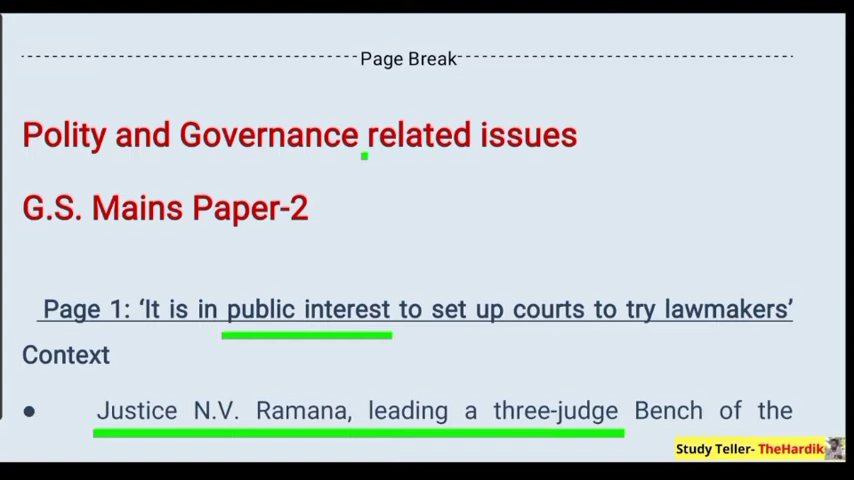 Page Break
Polity and Governance related issues
G.S. Mains Paper-2
Page 1: ‘It is in public interest to set up courts to try lawmakers’
Context
● Justice N.V. Ramana, leading a three-judge Bench of the
Study Teller- TheHardik